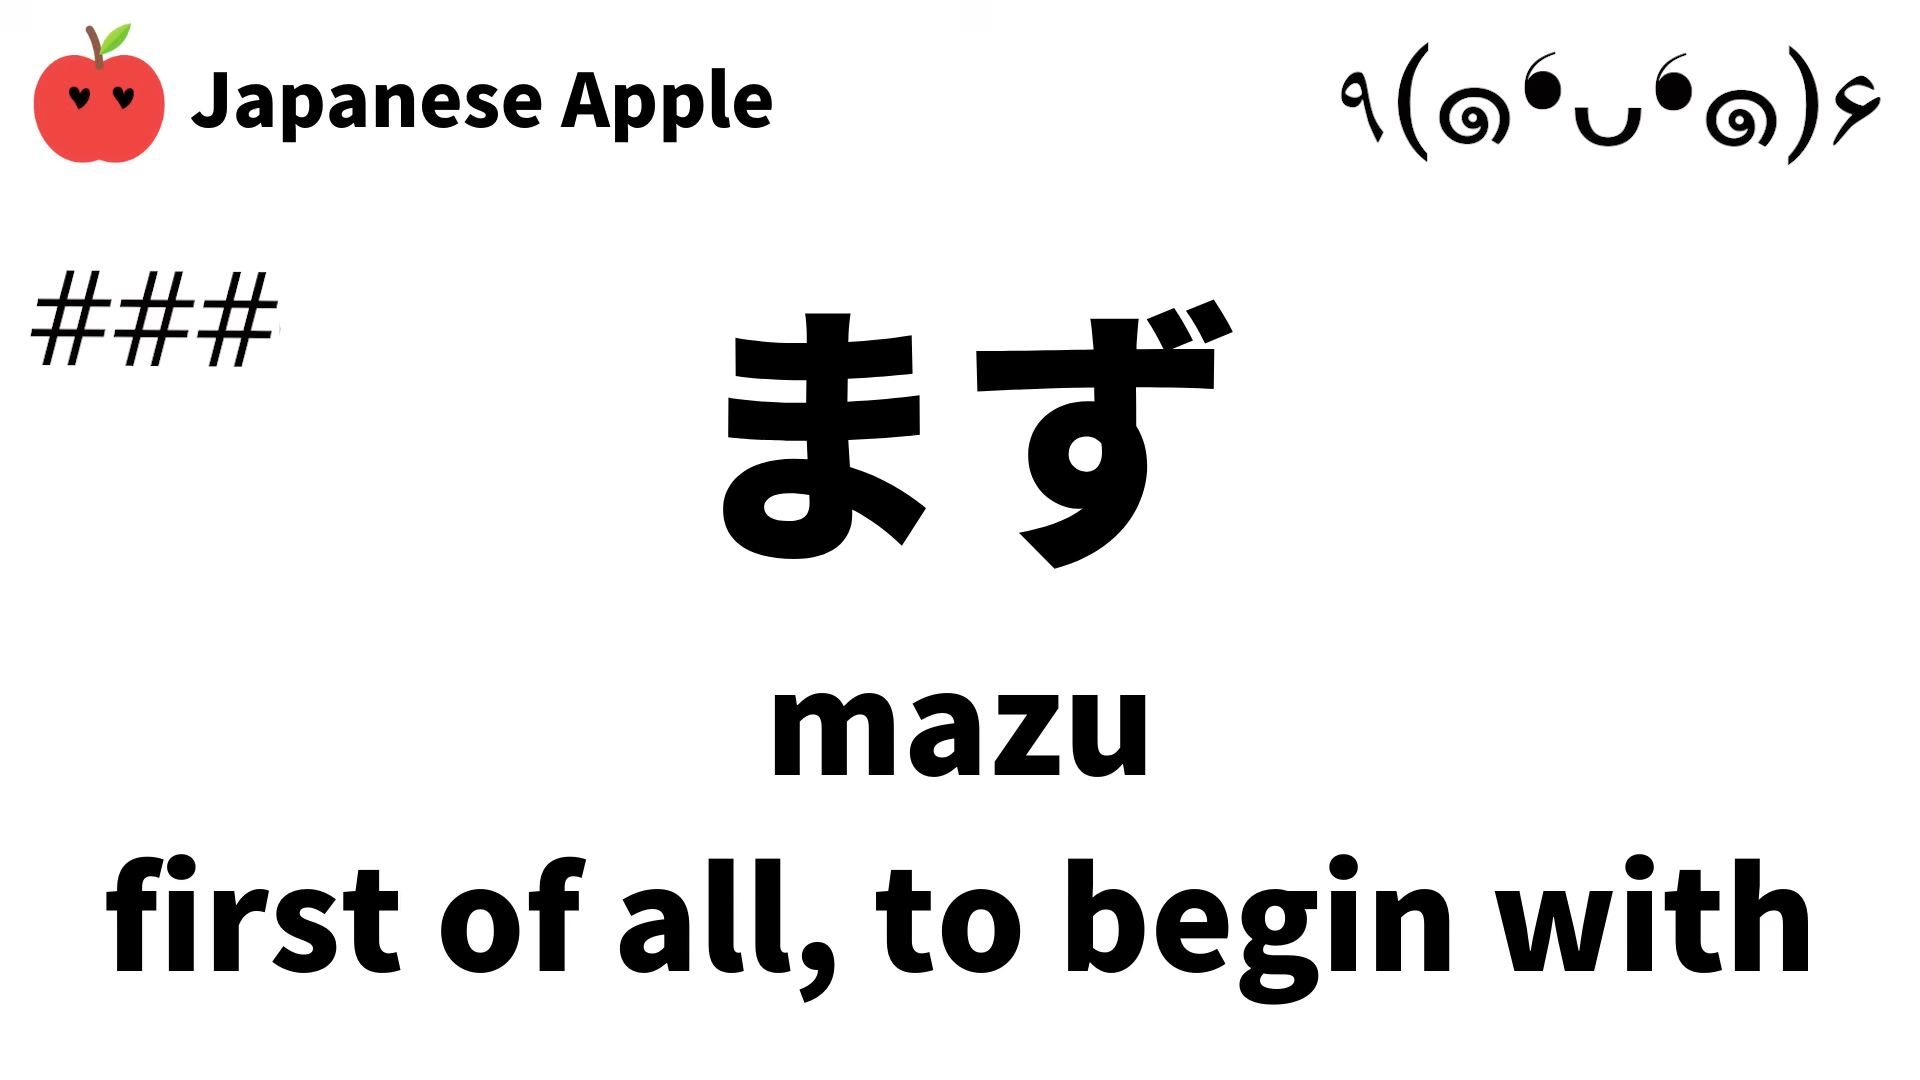 Japanese Apple
٩(๑❛ᴗ❛๑)۶
###
まず
mazu
first of all, to begin with